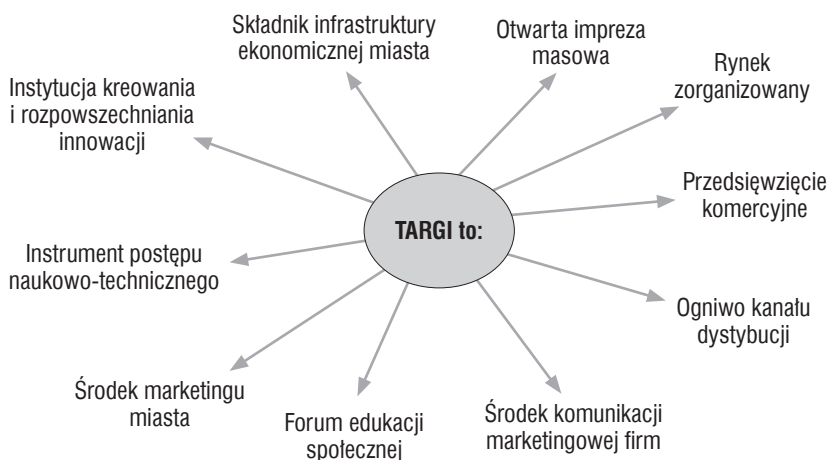 Składnik infrastruktury
ekonomicznej miasta
Otwarta impreza
masowa
Rynek
zorganizowany
Instytucja kreowania
i rozpowszechniania
innowacji
Przedsięwzięcie
komercyjne
TARGI to:
Instrument postępu
naukowo-technicznego
Ogniwo kanału
dystybucji
Środek marketingu
miasta
Forum edukacji
społecznej
Środek komunikacji
marketingowej firm